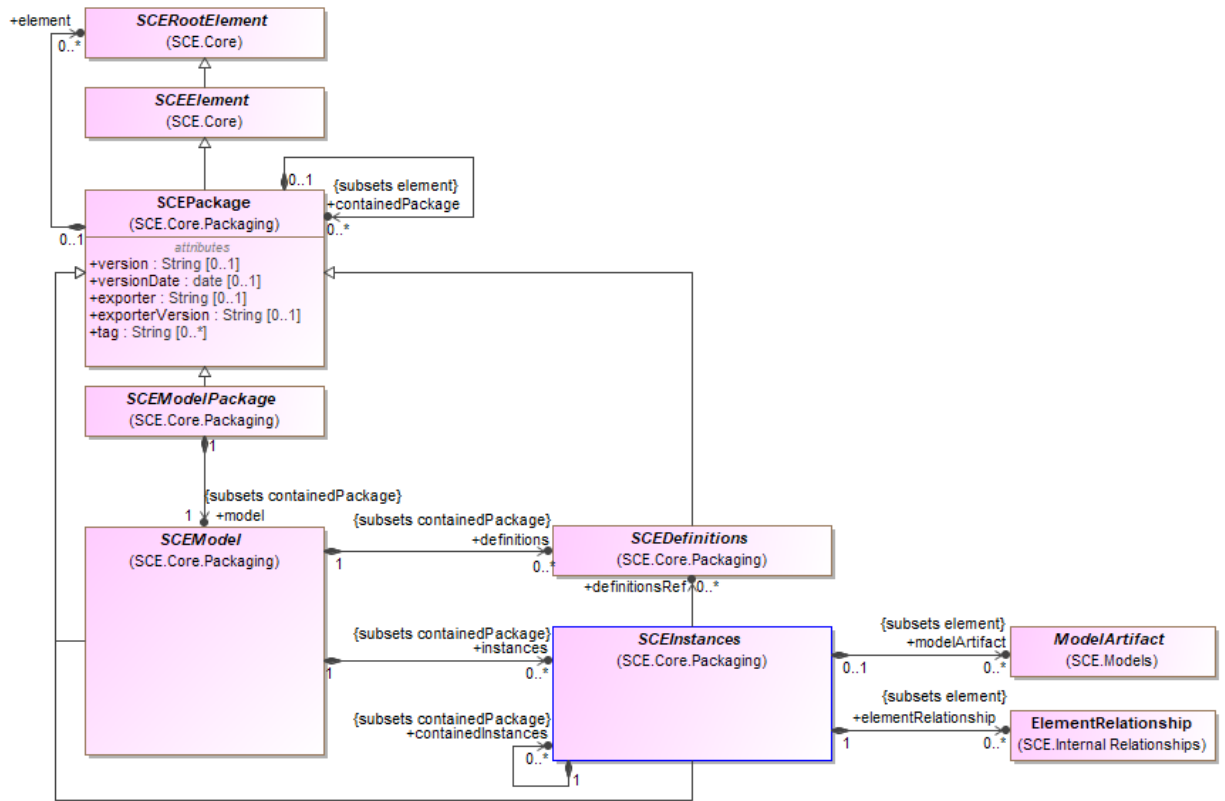 +element
0..*
SCERootElement
(SCE.Core)
SCEElement
(SCE.Core)
0..1
{subsets element}
+containedPackage
0..*
SCEPackage
(SCE.Core.Packaging)
0..1
attributes
+version : String [0..1]
+versionDate : date [0..1]
+exporter : String [0..1]
+exporterVersion : String [0..1]
+tag : String [0..*]
SCEModelPackage
(SCE.Core.Packaging)
1
{subsets containedPackage}
1 +model
SCEModel
(SCE.Core.Packaging)
{subsets containedPackage}
+definitions
1
0..*
SCEDefinitions
(SCE.Core.Packaging)
+definitionsRef
0..*
{subsets containedPackage}
+instances
1
0..*
SCEInstances
(SCE.Core.Packaging)
{subsets element}
+modelArtifact
0..1
0..*
ModelArtifact
(SCE.Models)
{subsets element}
+elementRelationship
1
0..*
ElementRelationship
(SCE.Internal Relationships)
{subsets containedPackage}
+containedInstances
0..*
1